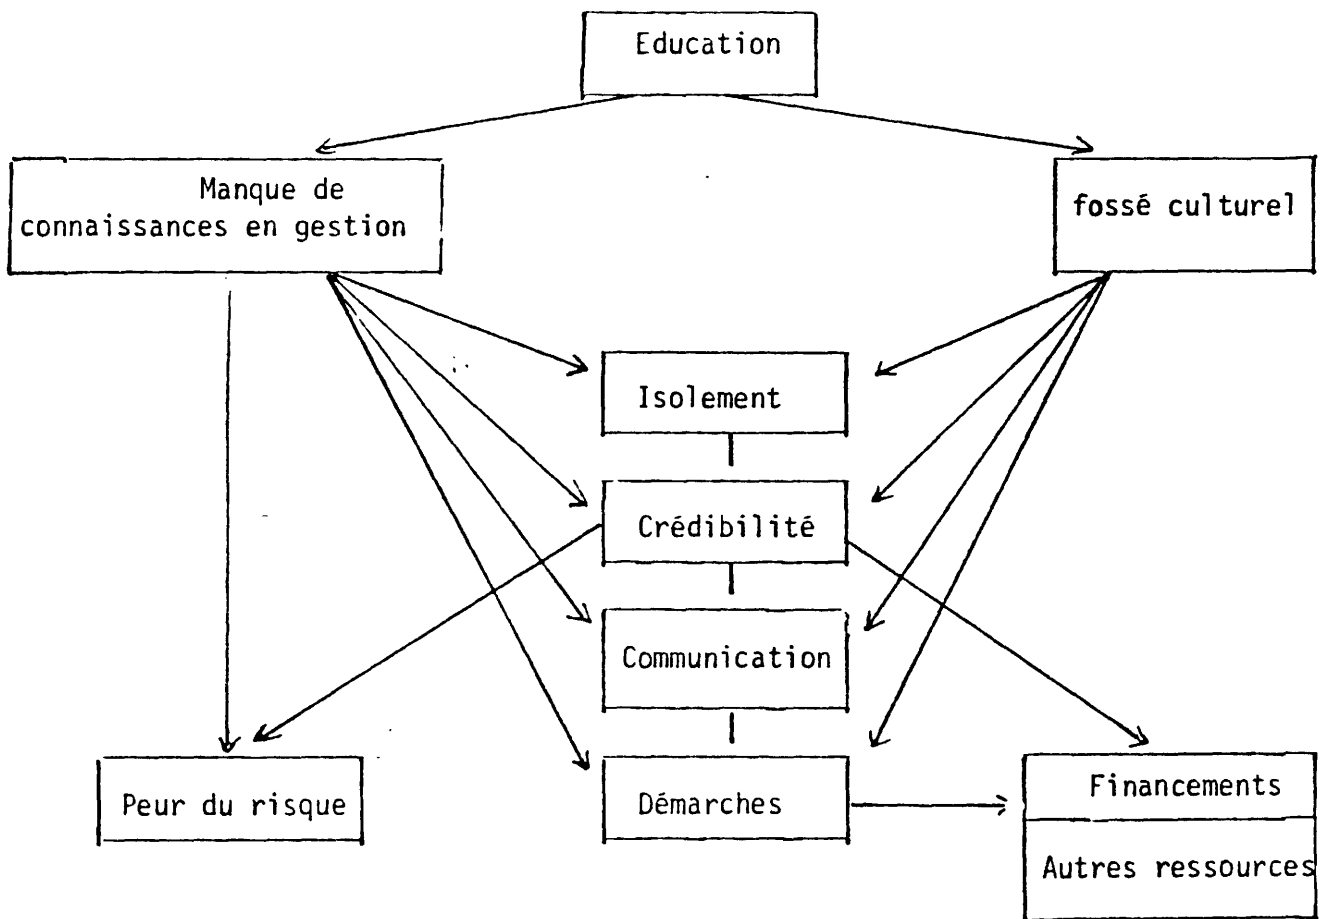 Education
Manque de
connaissances en gestion
fossé culturel
Isolement
Crédibilité
Communication
Démarches
Peur du risque
Financements
Autres ressources